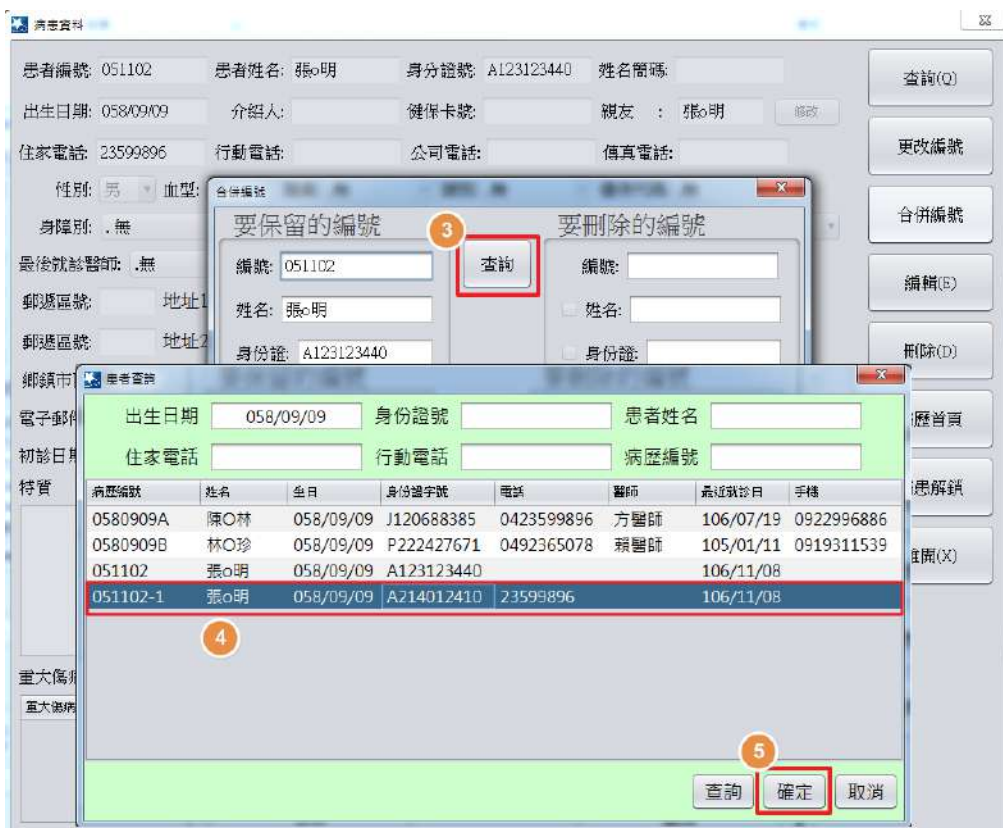 病患資料
患者編號: 051102 患者姓名: 張o明 身分證號: A123123440 姓名簡碼:
查詢(Q)
出生日期: 058/09/09 介紹人: 健保卡號: 親友 : 張o明 修改
更改編號
住家電話: 23599896 行動電話: 公司電話: 傳真電話:
性別: 男 血型:
合併編號
合併編號
身障別: .無
要保留的編號 3 要刪除的編號
最後就診醫師: .無
編號: 051102 查詢 編號:
編輯(E)
郵遞區號: 地址1
姓名: 張o明 姓名:
郵遞區號: 地址2
身份證: A123123440 身份證:
刪除(D)
鄉鎮市
患者查詢
電子郵件
出生日期 058/09/09 身份證號 患者姓名
歷首頁
初診日期
住家電話 行動電話 病歷編號
特質
病歷編號 姓名 生日 身份證字號 電話 醫師 最近就診日 手機
患解鎖
0580909A 陳O林 058/09/09 J120688385 0423599896 方醫師 106/07/19 0922996886
0580909B 林O珍 058/09/09 P222427671 0492365078 賴醫師 105/01/11 0919311539
離開(X)
051102 張o明 058/09/09 A123123440 106/11/08
051102-1 張o明 058/09/09 A214012410 23599896 106/11/08
4
重大傷病
重大傷病
5
查詢 確定 取消